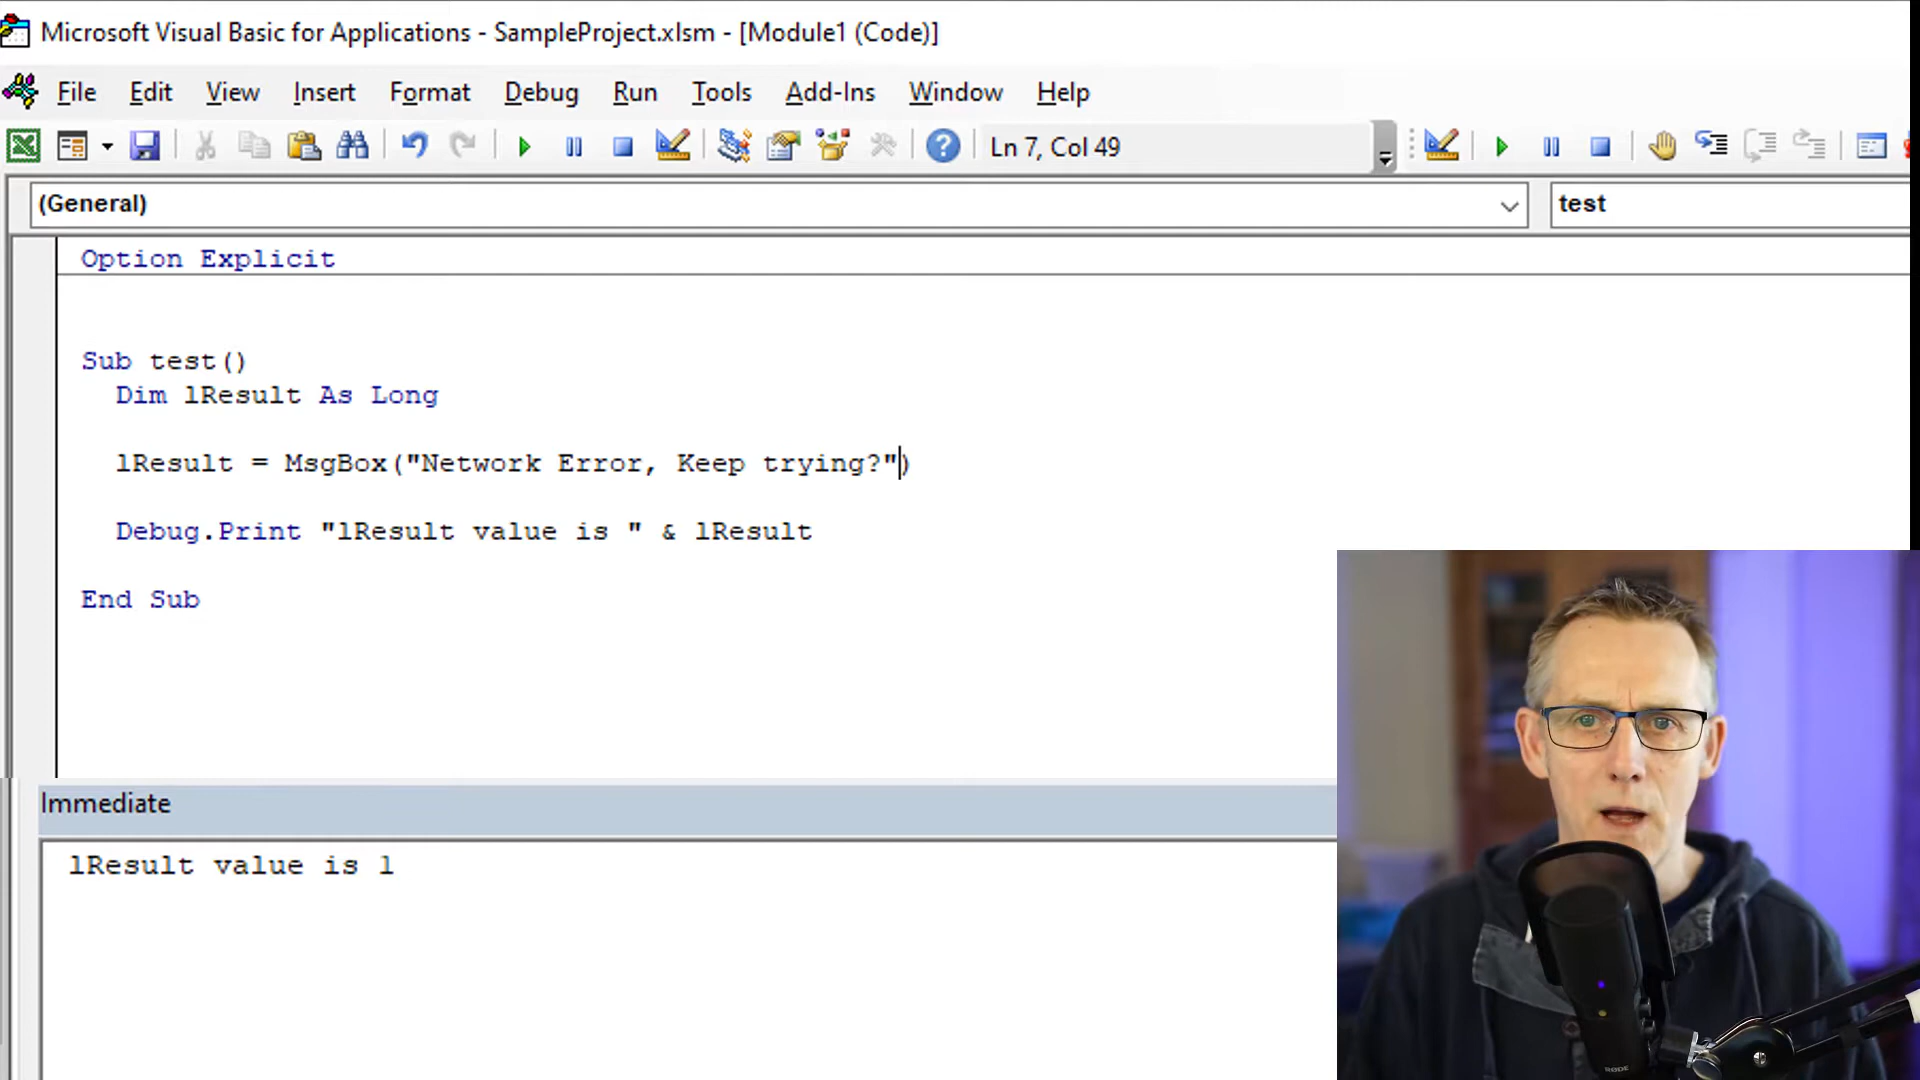 Microsoft Visual Basic for Applications - SampleProject.xlsm - [Module1 (Code)]
File Edit View Insert Format Debug Run Tools Add-Ins Window Help
Ln 7, Col 49
(General)
test
Option Explicit
Sub test()
Dim lResult As Long
lResult = MsgBox("Network Error, Keep trying?")
Debug.Print "lResult value is " & lResult
End Sub
Immediate
lResult value is 1
RØDE